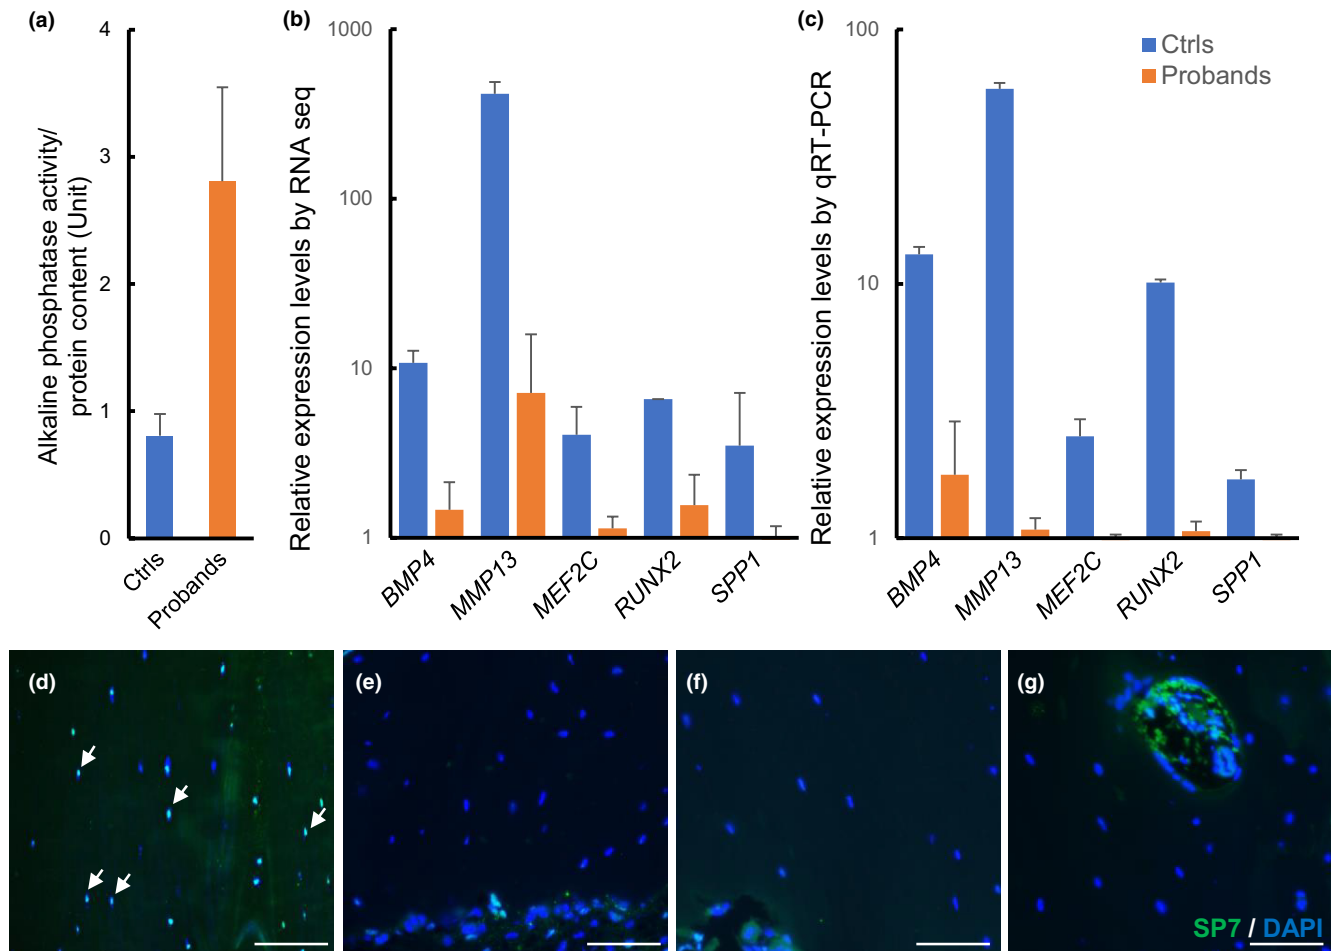 (a)
Alkaline phosphatase activity/
protein content (Unit)
4
3
2
1
0
Ctrls
Probands
(b)
Relative expression levels by RNA seq
1000
100
10
1
BMP4
MMP13
MEF2C
RUNX2
SPP1
(c)
Relative expression levels by qRT-PCR
100
10
1
BMP4
MMP13
MEF2C
RUNX2
SPP1
Ctrls
Probands
(d)
(e)
(f)
(g)
SP7 / DAPI